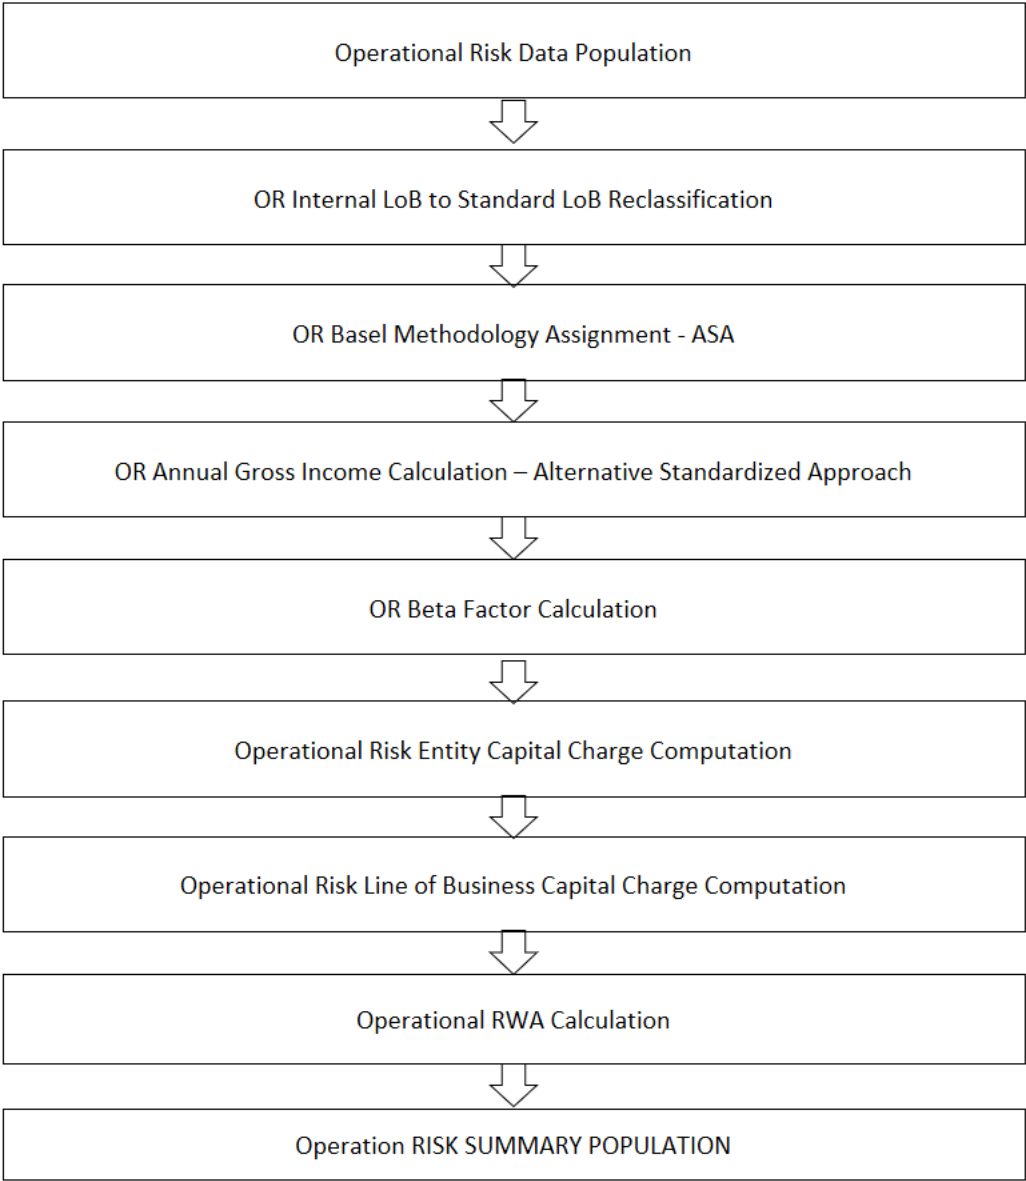 Operational Risk Data Population
OR Internal LoB to Standard LoB Reclassification
OR Basel Methodology Assignment - ASA
OR Annual Gross Income Calculation – Alternative Standardized Approach
OR Beta Factor Calculation
Operational Risk Entity Capital Charge Computation
Operational Risk Line of Business Capital Charge Computation
Operational RWA Calculation
Operation RISK SUMMARY POPULATION